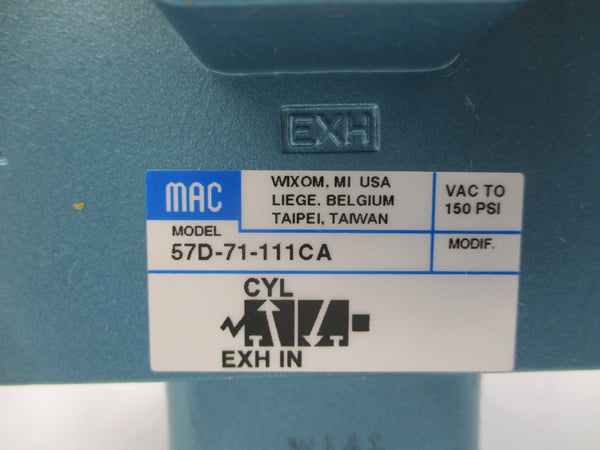 EXH
MAC
WIXOM, MI USA
LIEGE, BELGIUM
TAIPEI, TAIWAN
VAC TO
150 PSI
MODEL
57D-71-111CA
MODIF.
CYL
EXH IN